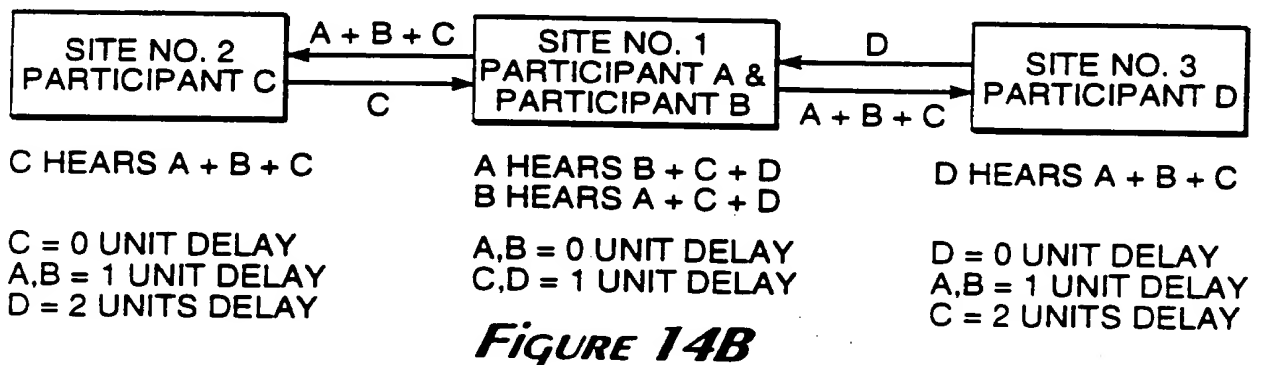 SITE NO. 2
PARTICIPANT C
A + B + C
C
SITE NO. 1
PARTICIPANT A &
PARTICIPANT B
D
A + B + C
SITE NO. 3
PARTICIPANT D
C HEARS A + B + C
C = 0 UNIT DELAY
A,B = 1 UNIT DELAY
D = 2 UNITS DELAY
A HEARS B + C + D
B HEARS A + C + D
A,B = 0 UNIT DELAY
C,D = 1 UNIT DELAY
D HEARS A + B + C
D = 0 UNIT DELAY
A,B = 1 UNIT DELAY
C = 2 UNITS DELAY
FIGURE 14B